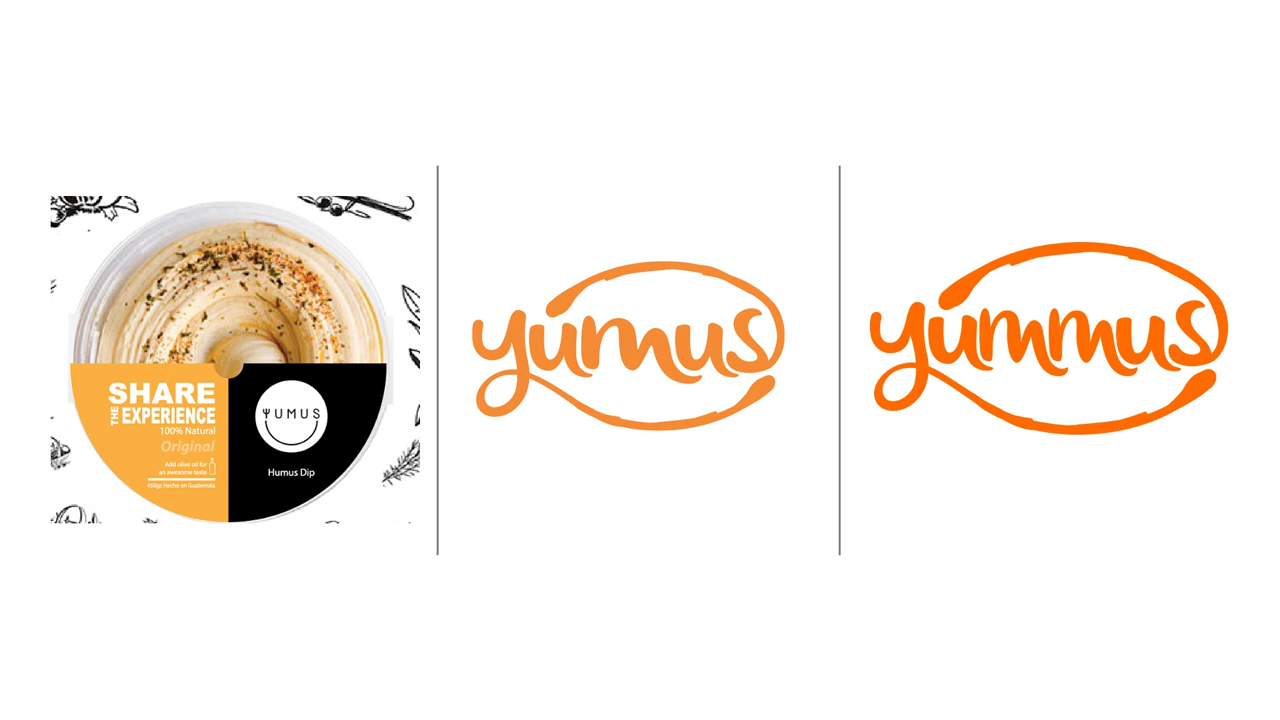 SHARE
THE EXPERIENCE
100% Natural
Original
Add olive oil for
an awesome taste
450grs Hecho en Guatemala
YUMUS
Humus Dip
yumus
yummus